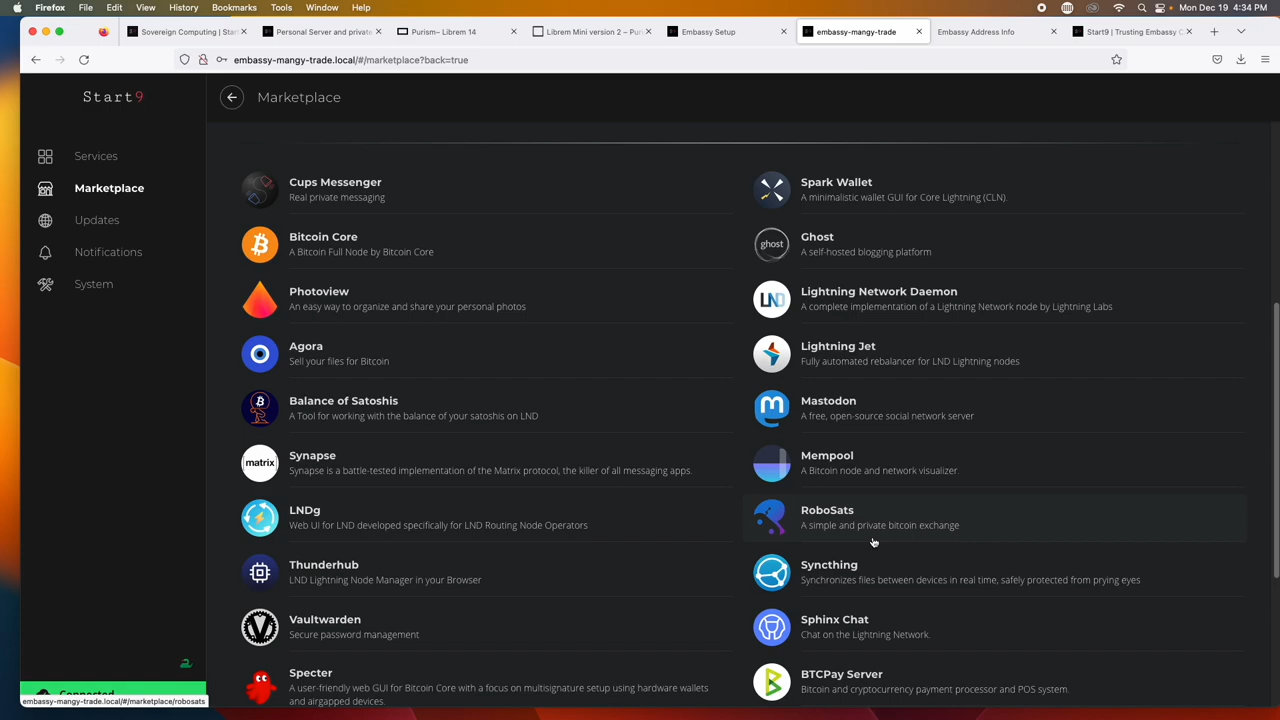 Firefox File Edit View History Bookmarks Tools Window Help
Mon Dec 19 4:34 PM
Sovereign Computing | Start
Personal Server and private
Purism– Librem 14
Librem Mini version 2 – Puri
Embassy Setup
embassy-mangy-trade
Embassy Address Info
Start9 | Trusting Embassy C
embassy-mangy-trade.local/#/marketplace?back=true
Start9
Marketplace
Services
Marketplace
Updates
Notifications
System
Cups Messenger
Real private messaging
Spark Wallet
A minimalistic wallet GUI for Core Lightning (CLN).
Bitcoin Core
A Bitcoin Full Node by Bitcoin Core
ghost
Ghost
A self-hosted blogging platform
Photoview
An easy way to organize and share your personal photos
LND
Lightning Network Daemon
A complete implementation of a Lightning Network node by Lightning Labs
Agora
Sell your files for Bitcoin
Lightning Jet
Fully automated rebalancer for LND Lightning nodes
Balance of Satoshis
A Tool for working with the balance of your satoshis on LND
Mastodon
A free, open-source social network server
matrix
Synapse
Synapse is a battle-tested implementation of the Matrix protocol, the killer of all messaging apps.
Mempool
A Bitcoin node and network visualizer.
LNDg
Web UI for LND developed specifically for LND Routing Node Operators
RoboSats
A simple and private bitcoin exchange
Thunderhub
LND Lightning Node Manager in your Browser
Syncthing
Synchronizes files between devices in real time, safely protected from prying eyes
Vaultwarden
Secure password management
Sphinx Chat
Chat on the Lightning Network.
Specter
A user-friendly web GUI for Bitcoin Core with a focus on multisignature setup using hardware wallets
and airgapped devices.
BTCPay Server
Bitcoin and cryptocurrency payment processor and POS system.
Connected
embassy-mangy-trade.local/#/marketplace/robosats